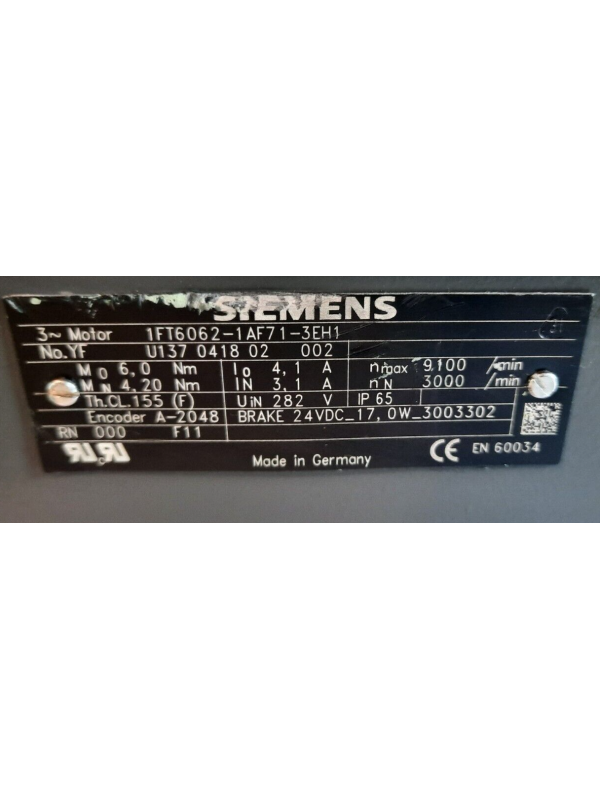 SIEMENS
3~ Motor 1FT6062-1AF71-3EH1
No.YF U137 0418 02 002
M0 6,0 Nm I0 4,1 A nmax 9100 /min
MN 4,20 Nm IN 3,1 A nN 3000 /min
Th.CL.155 (F) UIN 282 V IP 65
Encoder A-2048 BRAKE 24VDC_17,0W_3003302
RN 000 F11
Made in Germany CE EN 60034